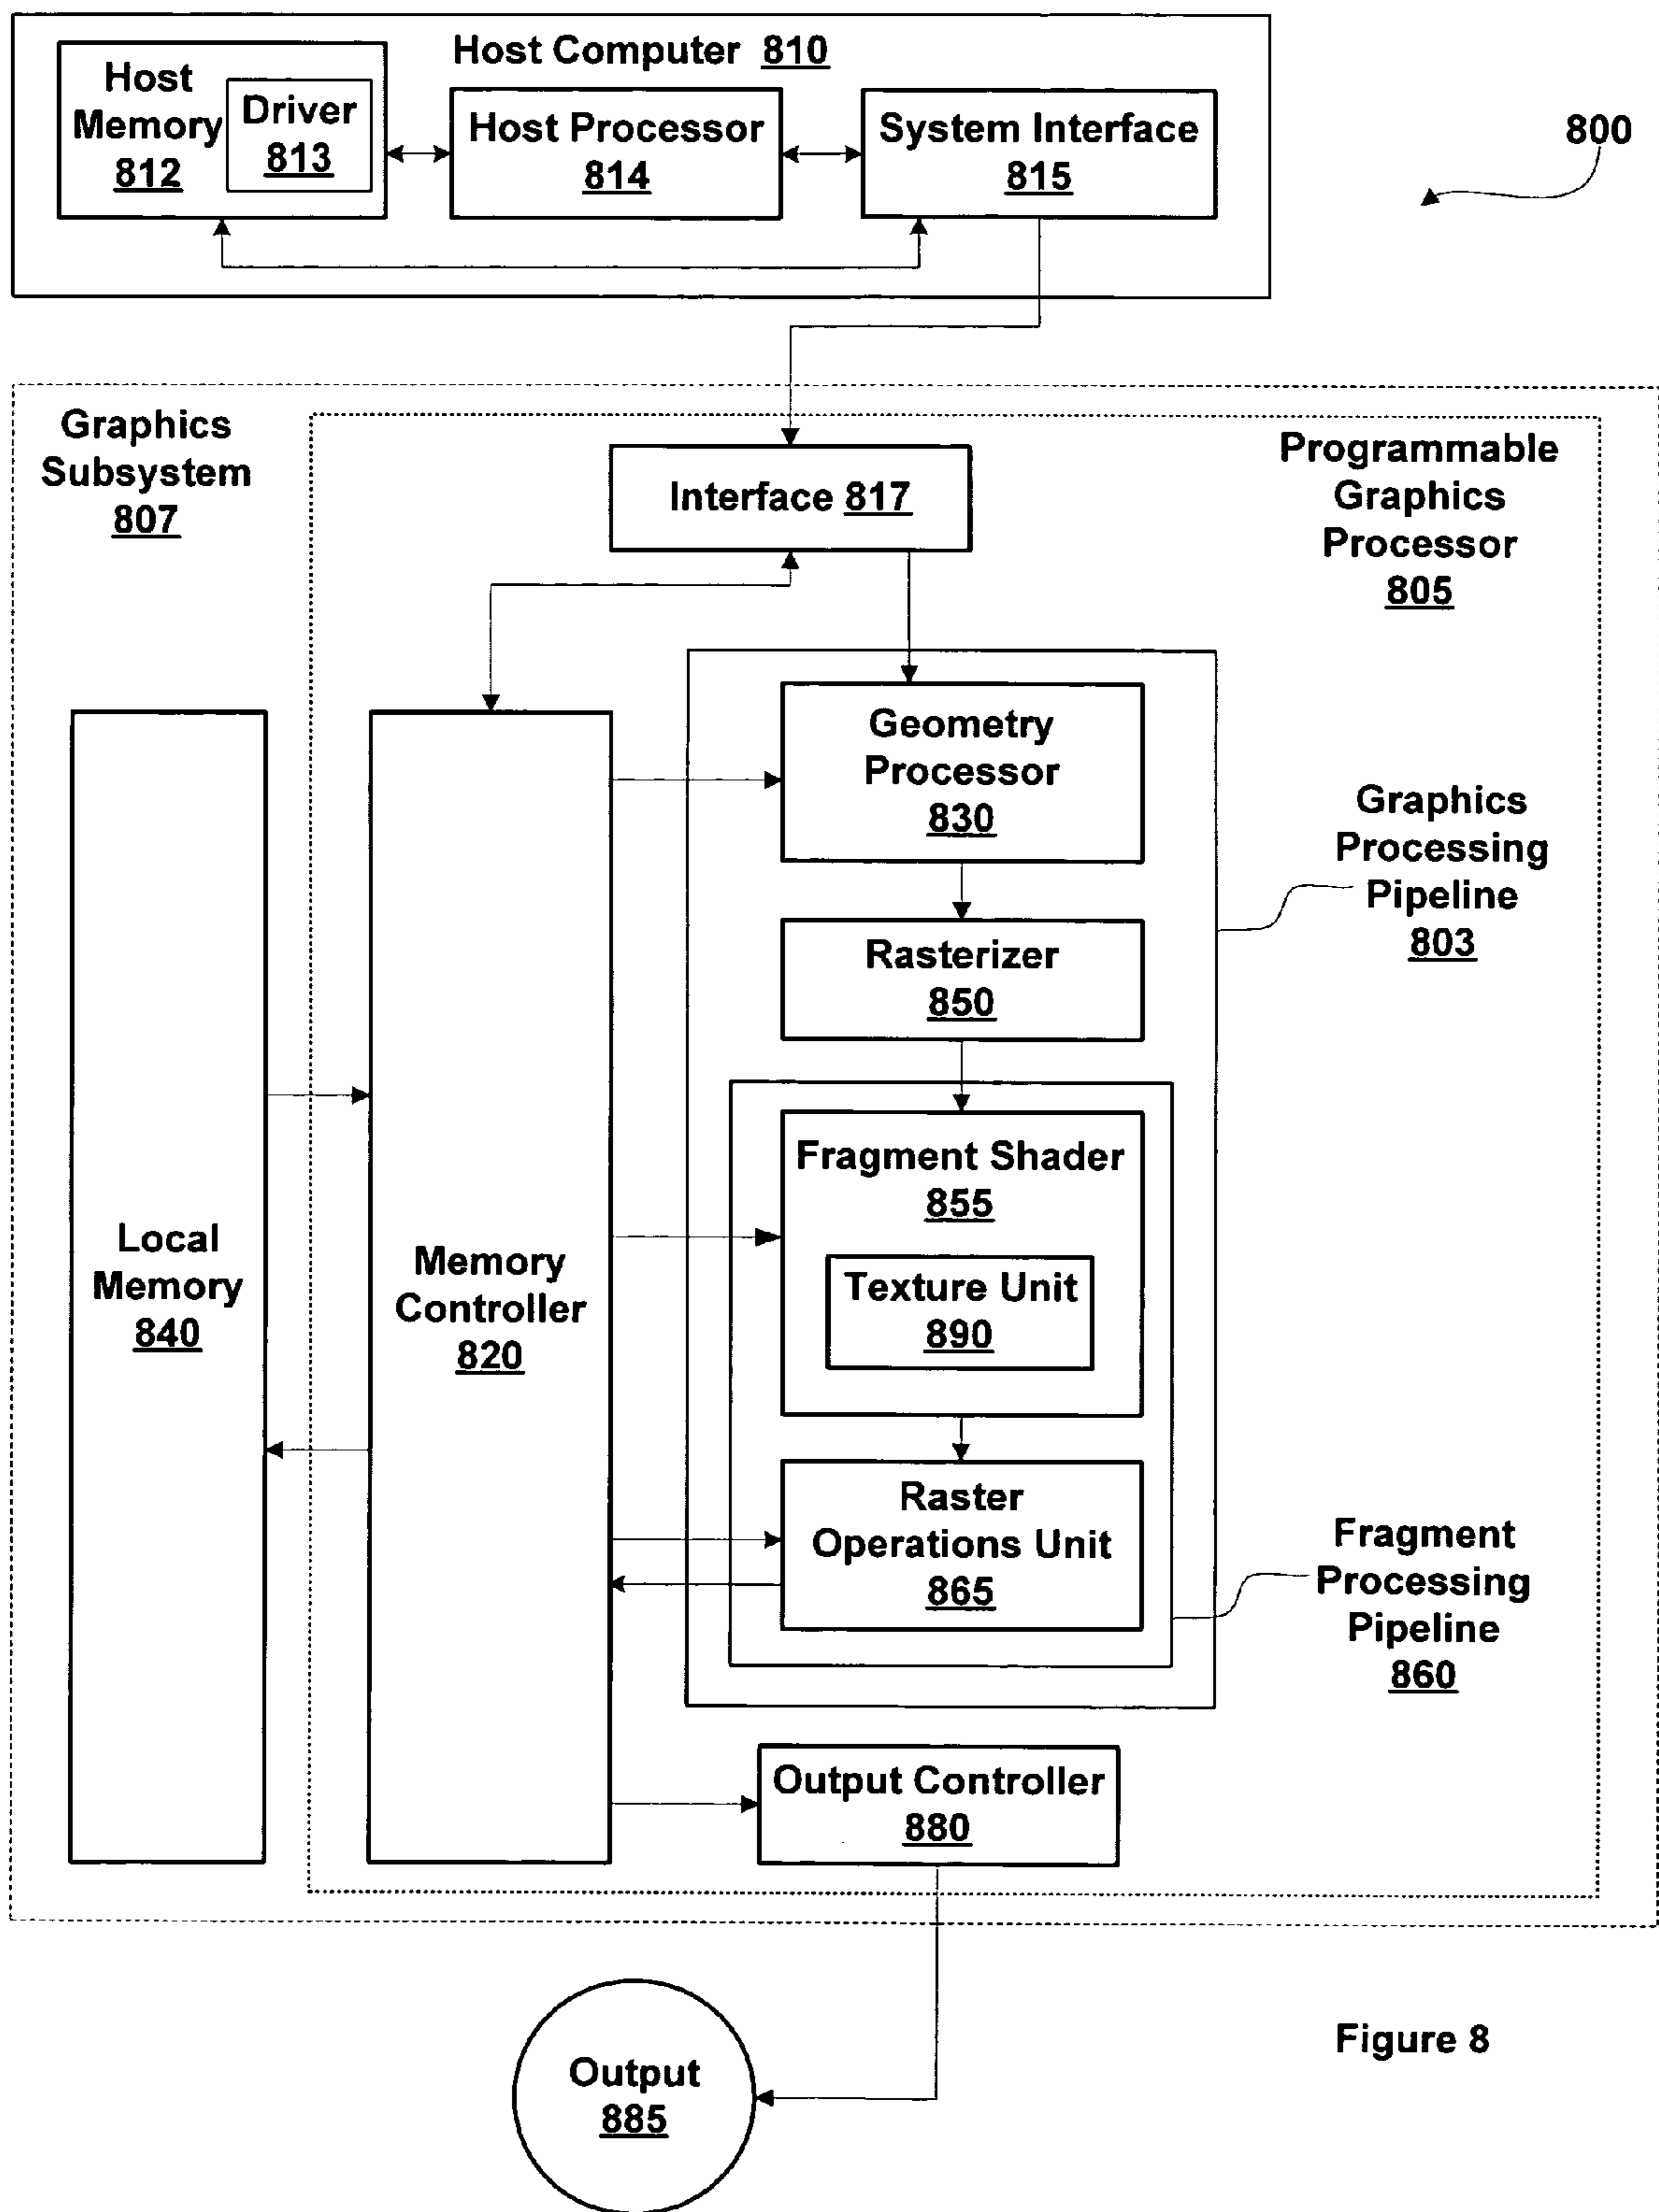 Host Computer 810
Host
Memory
812
Driver
813
Host Processor
814
System Interface
815
800
Graphics
Subsystem
807
Programmable
Graphics
Processor
805
Interface 817
Geometry
Processor
830
Graphics
Processing
Pipeline
803
Rasterizer
850
Fragment Shader
855
Texture Unit
890
Local
Memory
840
Memory
Controller
820
Raster
Operations Unit
865
Fragment
Processing
Pipeline
860
Output Controller
880
Output
885
Figure 8